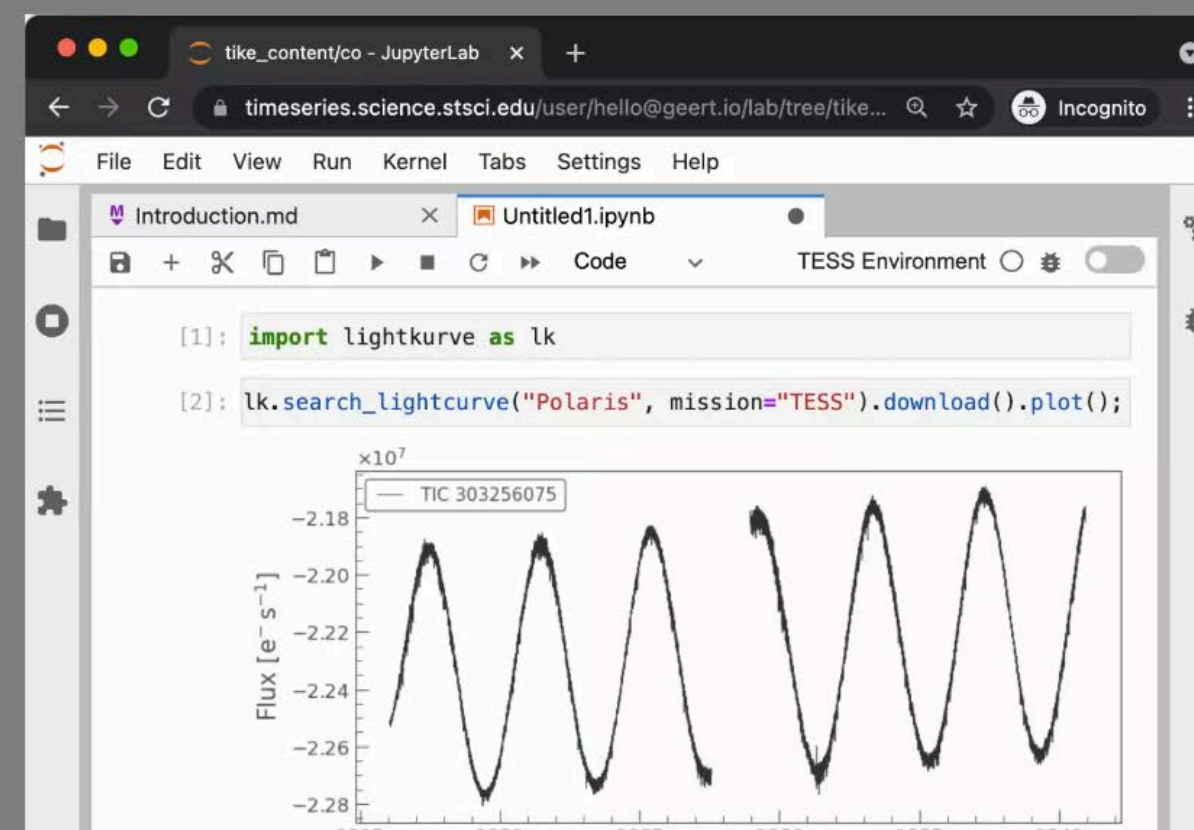 tike_content/co - JupyterLab
timeseries.science.stsci.edu/user/hello@geert.io/lab/tree/tike... Incognito
File Edit View Run Kernel Tabs Settings Help
Introduction.md Untitled1.ipynb
Code TESS Environment
[1]: import lightkurve as lk
[2]: lk.search_lightcurve("Polaris", mission="TESS").download().plot();
×10⁷
TIC 303256075
−2.18
−2.20
−2.22
−2.24
−2.26
−2.28
Flux [e⁻ s⁻¹]